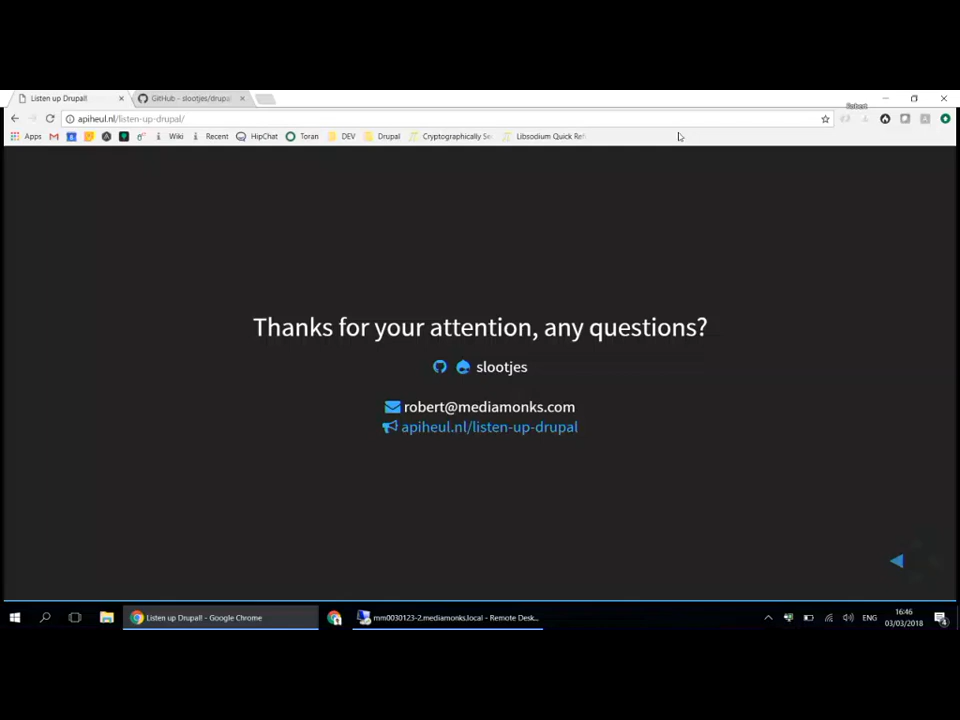 Listen up Drupal!
GitHub - slootjes/drupal
Robert
apiheul.nl/listen-up-drupal/
Apps
Wiki
Recent
HipChat
Toran
DEV
Drupal
Cryptographically Se
Libsodium Quick Ref
Thanks for your attention, any questions?
slootjes
robert@mediamonks.com
apiheul.nl/listen-up-drupal
Listen up Drupal! - Google Chrome
mm0030123-2.mediamonks.local - Remote Desk...
ENG
16:46
03/03/2018
4